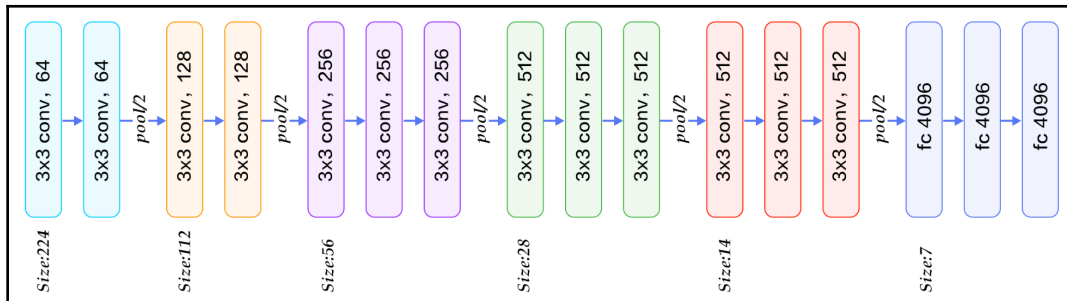 3x3 conv, 64
3x3 conv, 64
pool/2
3x3 conv, 128
3x3 conv, 128
pool/2
3x3 conv, 256
3x3 conv, 256
3x3 conv, 256
pool/2
3x3 conv, 512
3x3 conv, 512
3x3 conv, 512
pool/2
3x3 conv, 512
3x3 conv, 512
3x3 conv, 512
pool/2
fc 4096
fc 4096
fc 4096
Size:224
Size:112
Size:56
Size:28
Size:14
Size:7